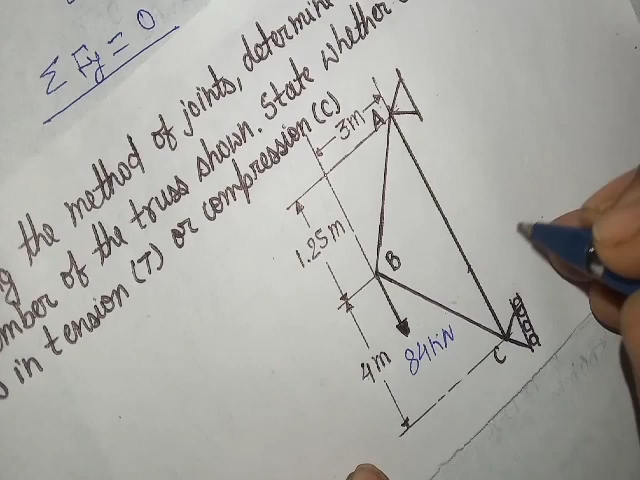 Σ Fy = 0
the method of joints, determine
of the truss shown. State whether
in tension (T) or compression (C)
3m
A
1.25m
B
84kN
4m
C